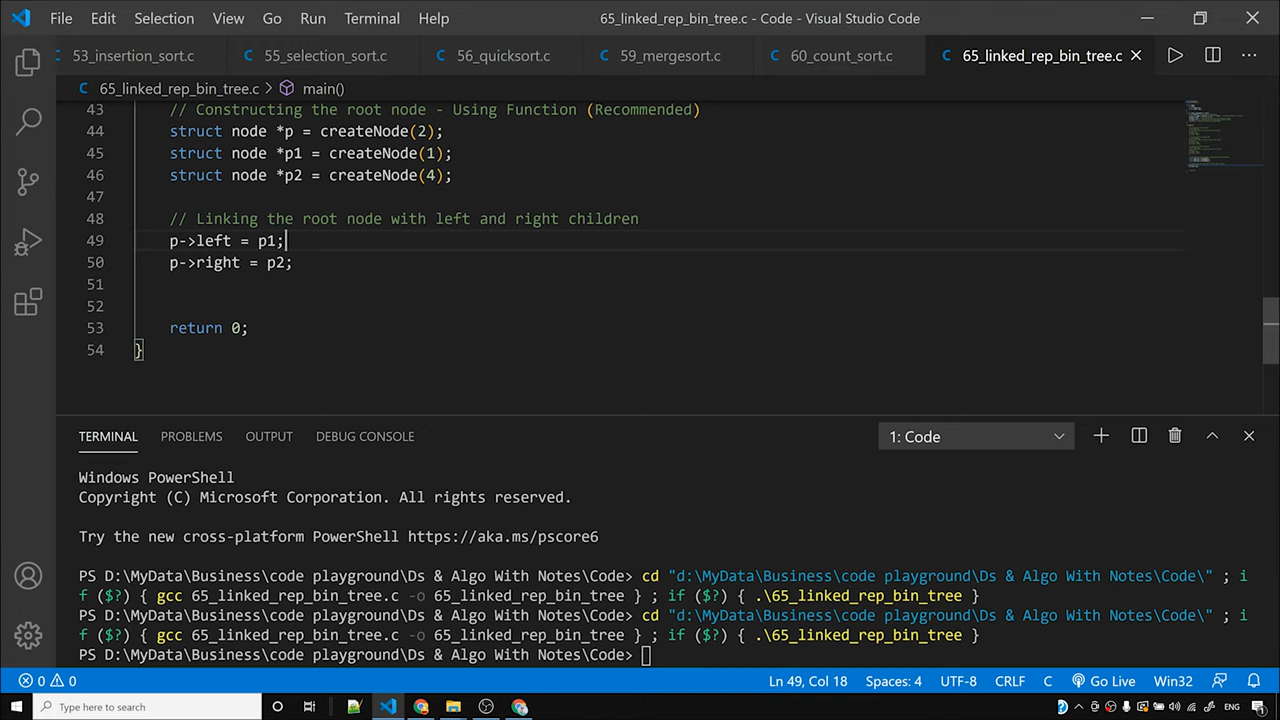 File Edit Selection View Go Run Terminal Help 65_linked_rep_bin_tree.c - Code - Visual Studio Code
53_insertion_sort.c C 55_selection_sort.c C 56_quicksort.c C 59_mergesort.c C 60_count_sort.c C 65_linked_rep_bin_tree.c
C 65_linked_rep_bin_tree.c > main()
43 // Constructing the root node - Using Function (Recommended)
44 struct node *p = createNode(2);
45 struct node *p1 = createNode(1);
46 struct node *p2 = createNode(4);
47
48 // Linking the root node with left and right children
49 p->left = p1;
50 p->right = p2;
51
52
53 return 0;
54 }
TERMINAL PROBLEMS OUTPUT DEBUG CONSOLE 1: Code
Windows PowerShell
Copyright (C) Microsoft Corporation. All rights reserved.
Try the new cross-platform PowerShell https://aka.ms/pscore6
PS D:\MyData\Business\code playground\Ds & Algo With Notes\Code> cd "d:\MyData\Business\code playground\Ds & Algo With Notes\Code\" ; i
f ($?) { gcc 65_linked_rep_bin_tree.c -o 65_linked_rep_bin_tree } ; if ($?) { .\65_linked_rep_bin_tree }
PS D:\MyData\Business\code playground\Ds & Algo With Notes\Code> cd "d:\MyData\Business\code playground\Ds & Algo With Notes\Code\" ; i
f ($?) { gcc 65_linked_rep_bin_tree.c -o 65_linked_rep_bin_tree } ; if ($?) { .\65_linked_rep_bin_tree }
PS D:\MyData\Business\code playground\Ds & Algo With Notes\Code>
0 0 Ln 49, Col 18 Spaces: 4 UTF-8 CRLF C Go Live Win32
Type here to search ENG